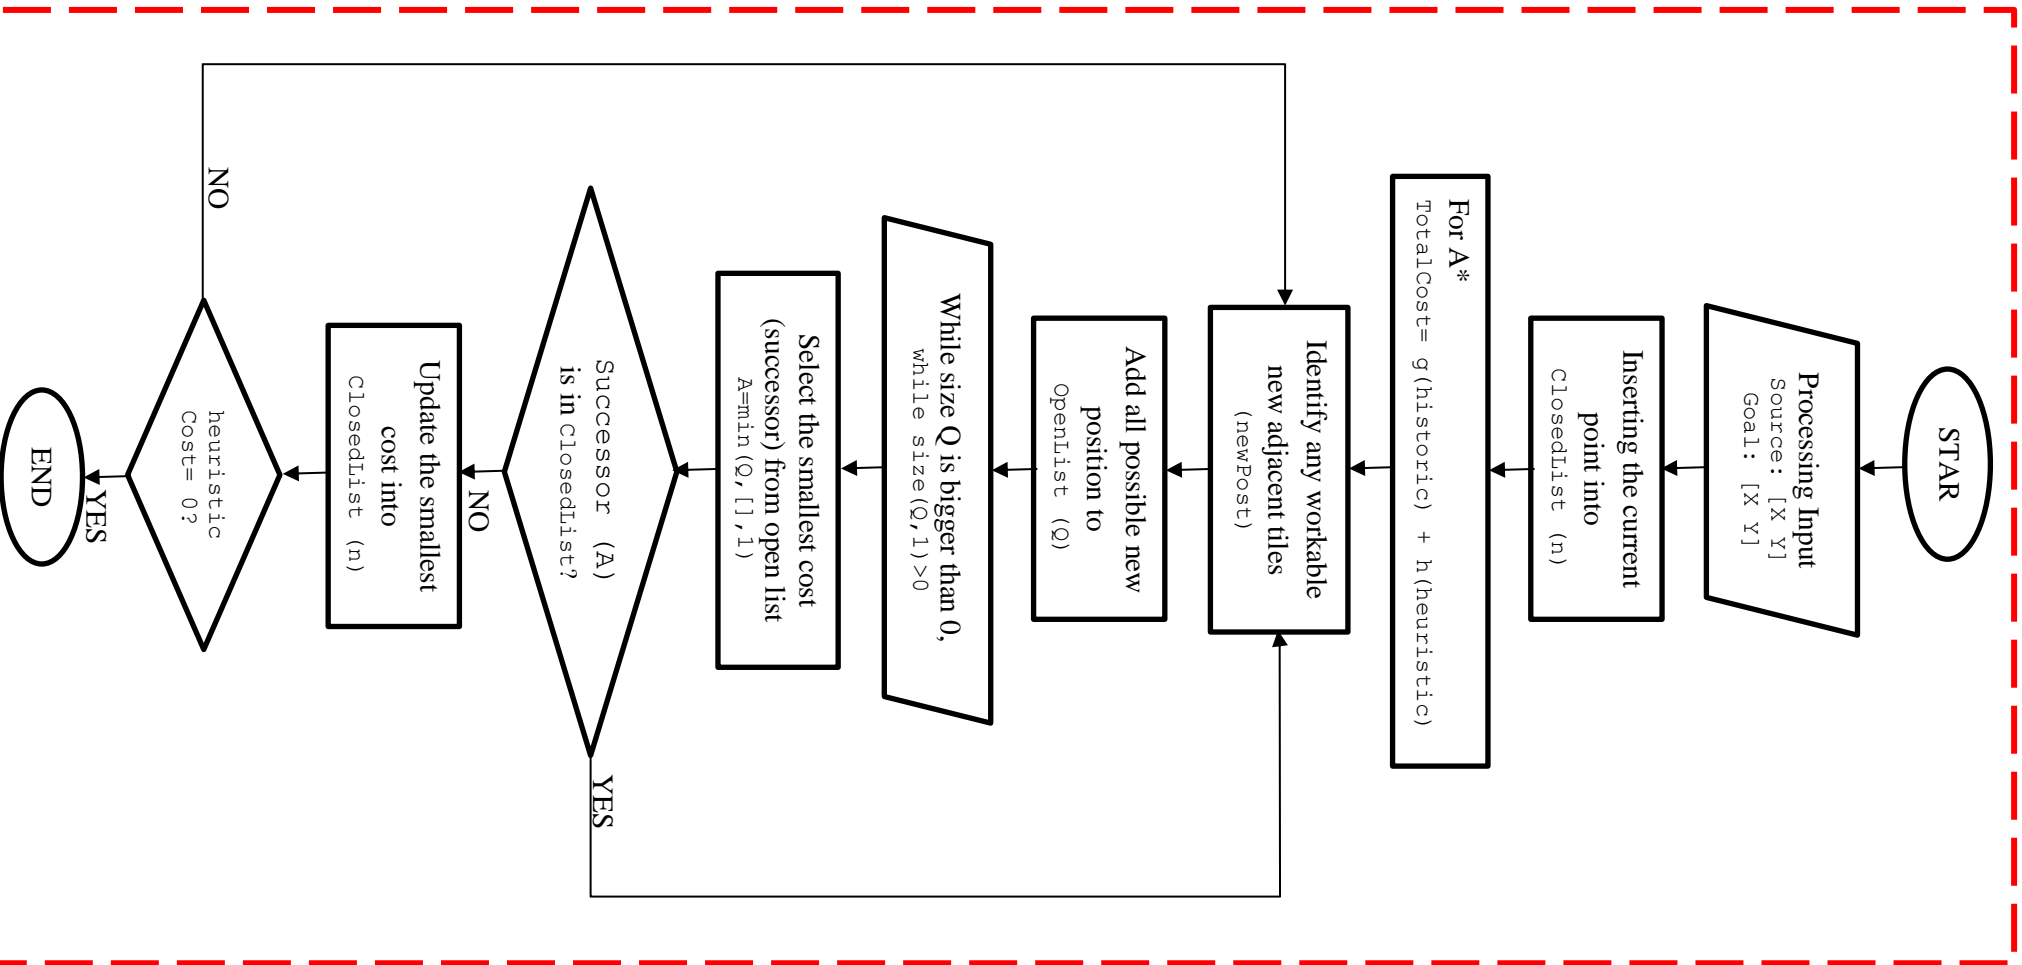 STAR
Processing Input
Source: [X Y]
Goal: [X Y]
Inserting the current
point into
ClosedList (n)
For A*
TotalCost= g(historic) + h(heuristic)
Identify any workable
new adjacent tiles
(newPost)
Add all possible new
position to
OpenList (Q)
While size Q is bigger than 0,
while size(Q,1)>0
Select the smallest cost
(successor) from open list
A=min(Q,[],1)
Successor (A)
is in ClosedList?
YES
NO
Update the smallest
cost into
ClosedList (n)
heuristic
Cost= 0?
NO
YES
END